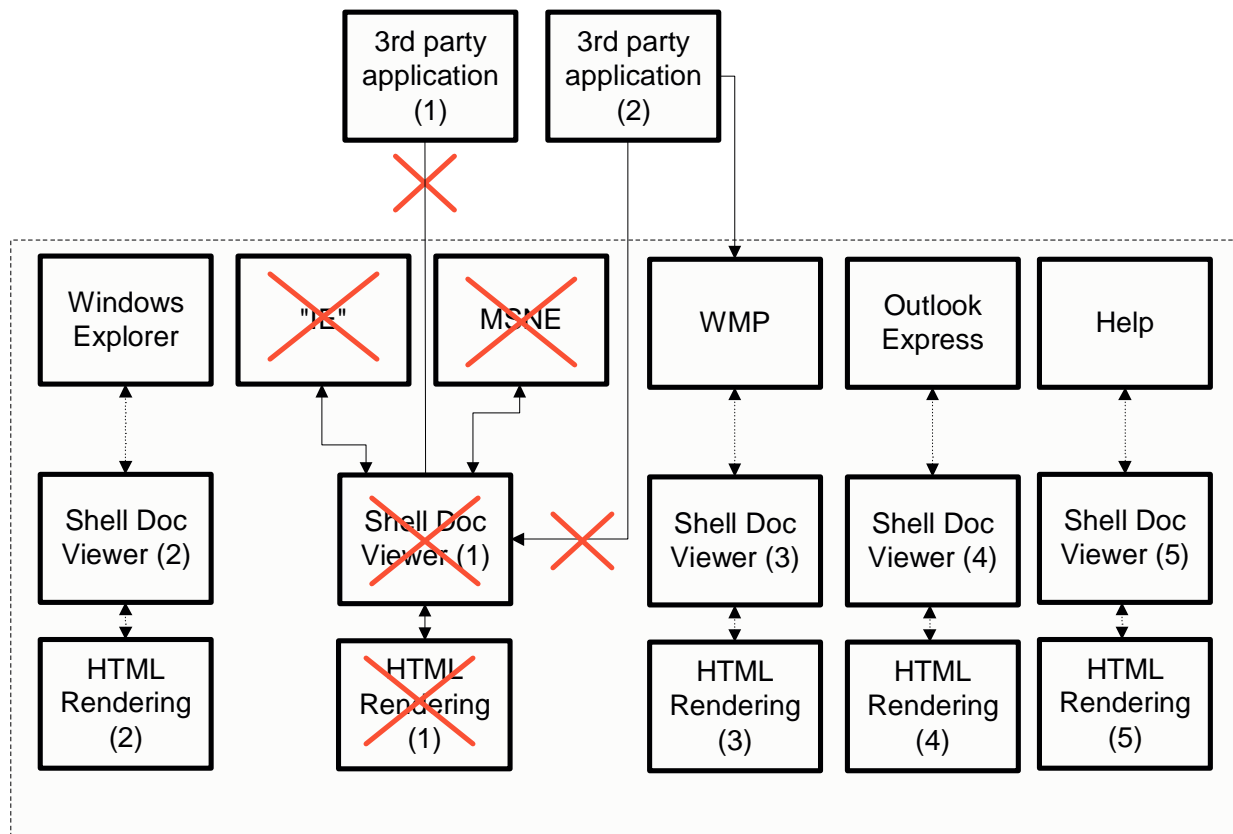 3rd party
application
(1)
3rd party
application
(2)
Windows
Explorer
"IE"
MSNE
WMP
Outlook
Express
Help
Shell Doc
Viewer (2)
Shell Doc
Viewer (1)
Shell Doc
Viewer (3)
Shell Doc
Viewer (4)
Shell Doc
Viewer (5)
HTML
Rendering
(2)
HTML
Rendering
(1)
HTML
Rendering
(3)
HTML
Rendering
(4)
HTML
Rendering
(5)